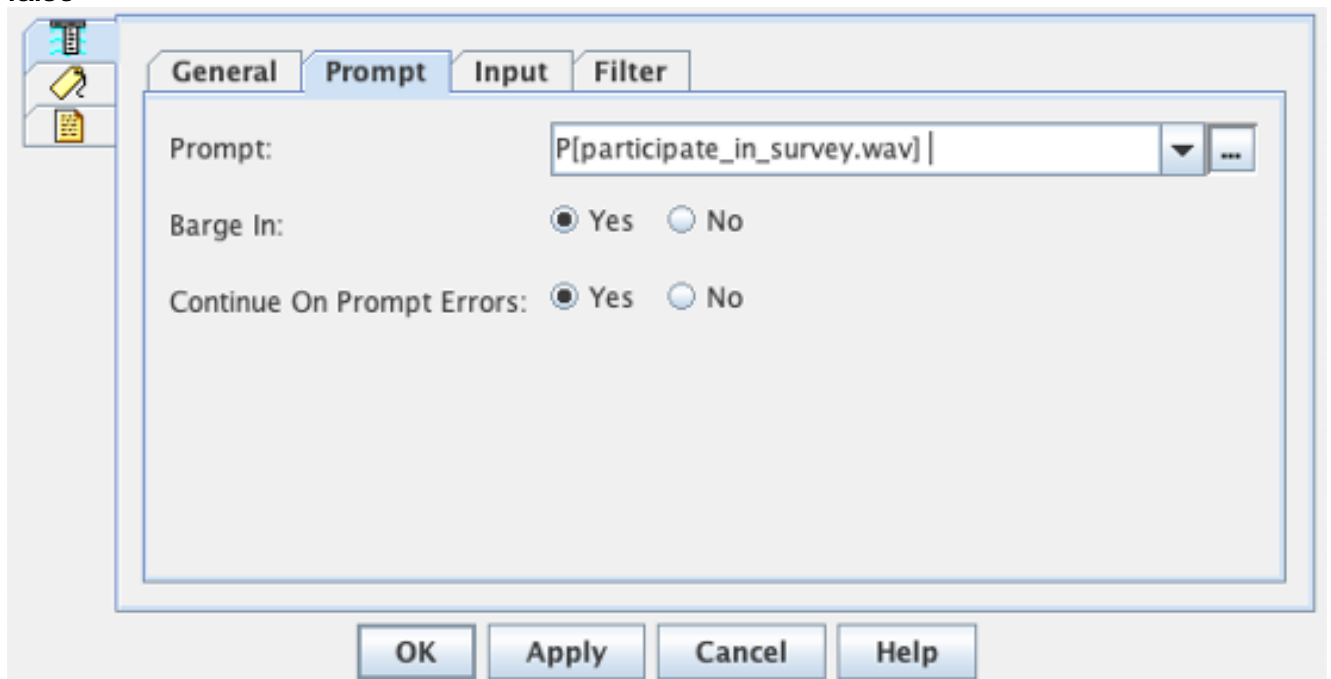 General Prompt Input Filter
Prompt: P[participate_in_survey.wav] ...
Barge In: Yes No
Continue On Prompt Errors: Yes No
OK Apply Cancel Help